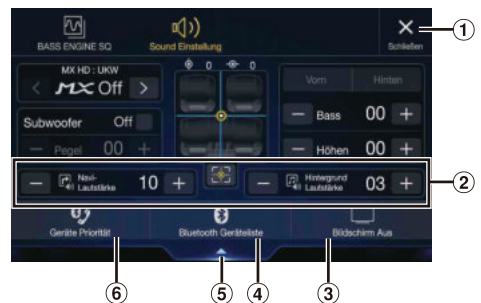 BASS ENGINE SQ
Sound Einstellung
Schließen
①
MX HD : UKW
< MX Off >
0 0
Vorn Hinten
Subwoofer Off
− Bass 00 +
− Pegel 00 +
− Höhen 00 +
− Navi-Lautstärke 10 +
− Hintergrund Lautstärke 03 +
②
Geräte Priorität
Bluetooth Geräteliste
Bildschirm Aus
⑥ ⑤ ④ ③